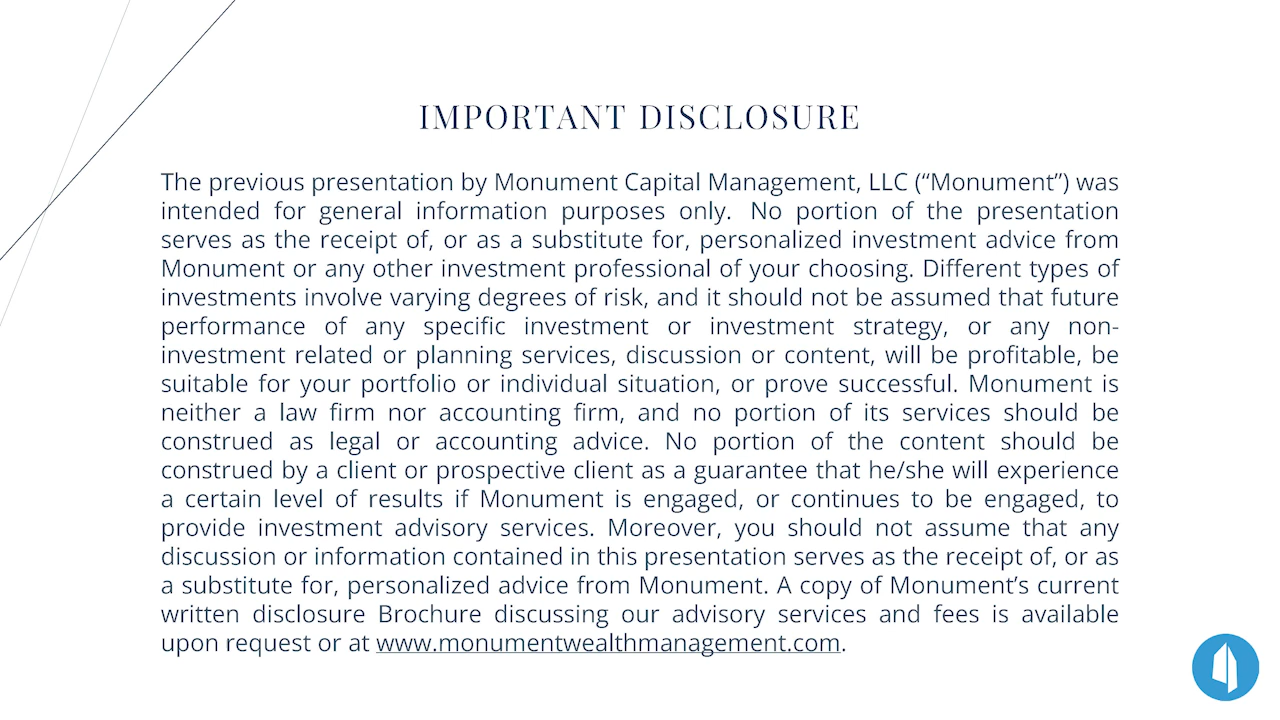 IMPORTANT DISCLOSURE
The previous presentation by Monument Capital Management, LLC (“Monument”) was
intended for general information purposes only. No portion of the presentation
serves as the receipt of, or as a substitute for, personalized investment advice from
Monument or any other investment professional of your choosing. Different types of
investments involve varying degrees of risk, and it should not be assumed that future
performance of any specific investment or investment strategy, or any non-
investment related or planning services, discussion or content, will be profitable, be
suitable for your portfolio or individual situation, or prove successful. Monument is
neither a law firm nor accounting firm, and no portion of its services should be
construed as legal or accounting advice. No portion of the content should be
construed by a client or prospective client as a guarantee that he/she will experience
a certain level of results if Monument is engaged, or continues to be engaged, to
provide investment advisory services. Moreover, you should not assume that any
discussion or information contained in this presentation serves as the receipt of, or as
a substitute for, personalized advice from Monument. A copy of Monument’s current
written disclosure Brochure discussing our advisory services and fees is available
upon request or at www.monumentwealthmanagement.com.